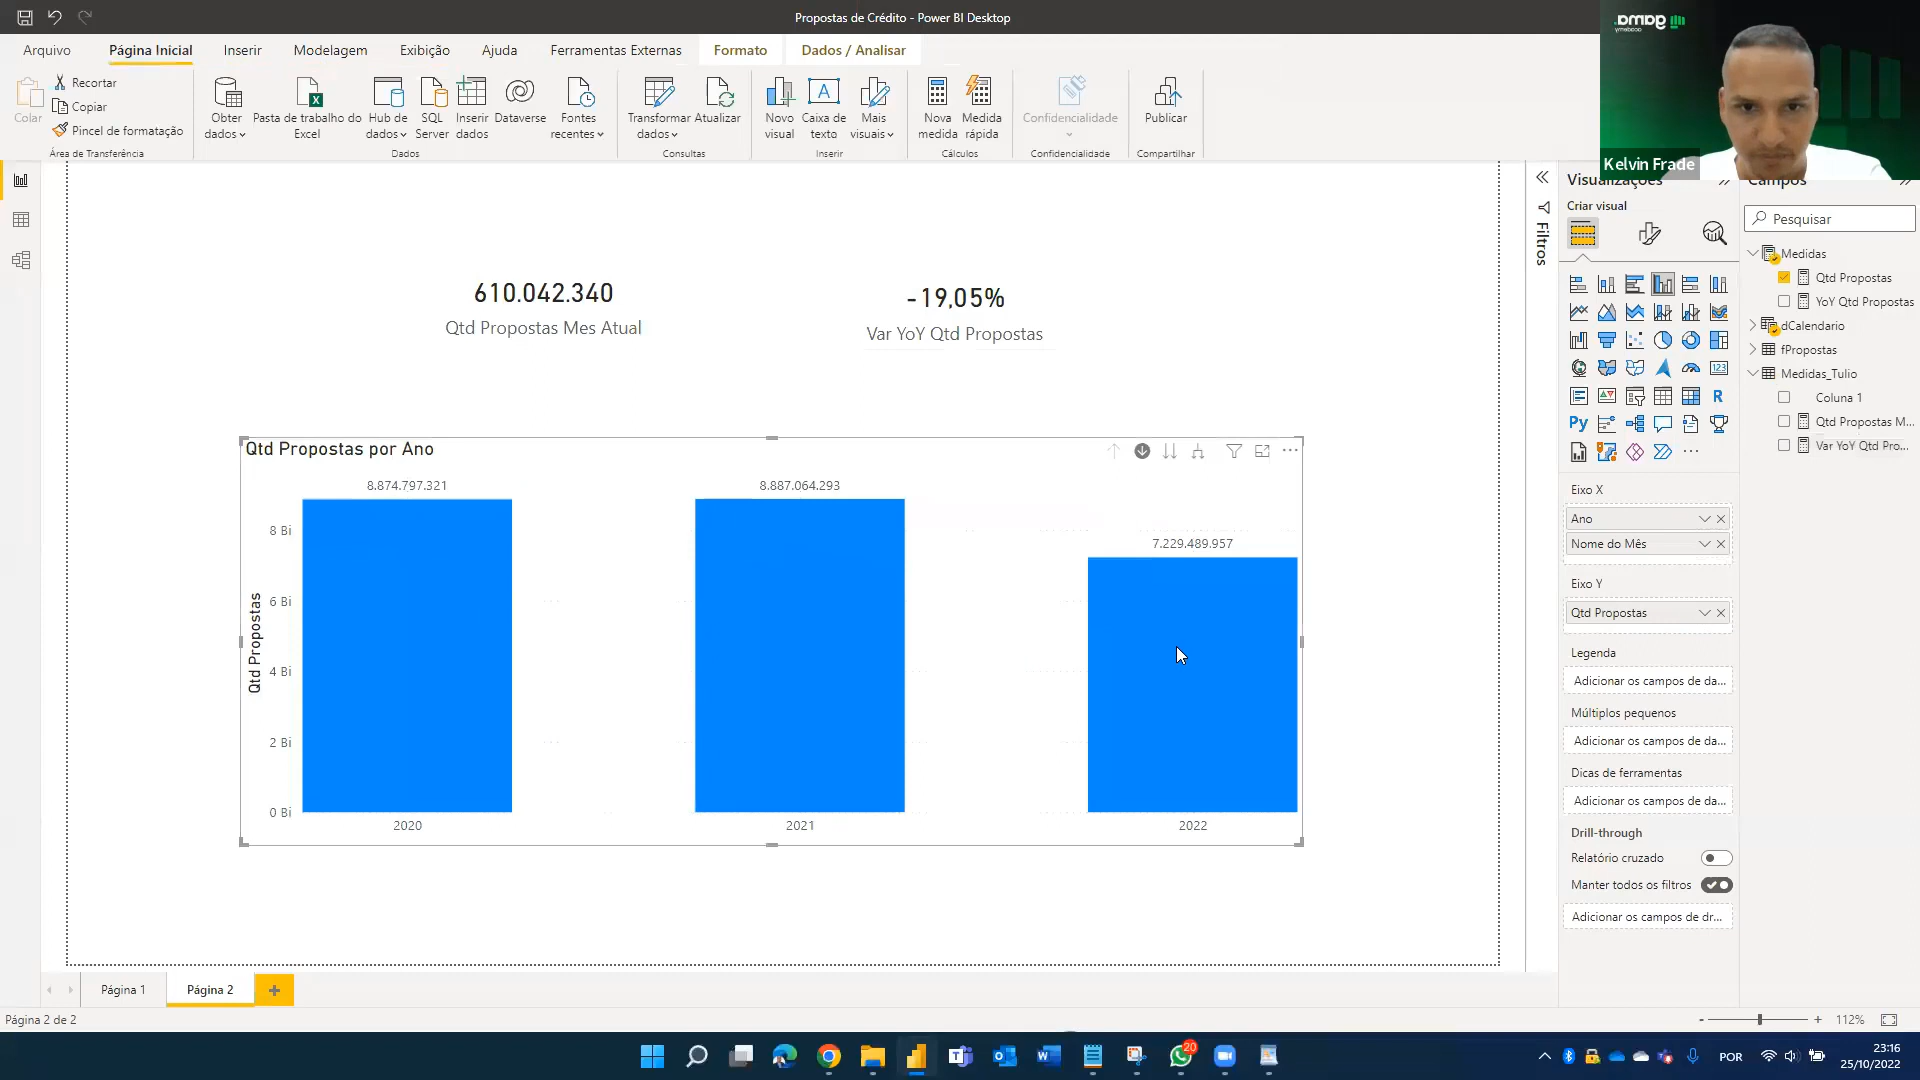 Propostas de Crédito - Power BI Desktop
Arquivo
Página Inicial
Inserir
Modelagem
Exibição
Ajuda
Ferramentas Externas
Formato
Dados / Analisar
Colar
Recortar
Copiar
Pincel de formatação
Área de Transferência
Obter dados
Pasta de trabalho do Excel
Hub de dados
SQL Server
Inserir dados
Dataverse
Fontes recentes
Dados
Transformar dados
Atualizar
Consultas
Novo visual
Caixa de texto
Mais visuais
Inserir
Nova medida
Medida rápida
Cálculos
Confidencialidade
Confidencialidade
Publicar
Compartilhar
gama
academy
Kelvin Frade
610.042.340
Qtd Propostas Mes Atual
-19,05%
Var YoY Qtd Propostas
Qtd Propostas por Ano
8.874.797.321
8.887.064.293
7.229.489.957
8 Bi
6 Bi
4 Bi
2 Bi
0 Bi
Qtd Propostas
2020
2021
2022
Filtros
Visualizações
Criar visual
123
R
Py
Eixo X
Ano
Nome do Mês
Eixo Y
Qtd Propostas
Legenda
Adicionar os campos de da...
Múltiplos pequenos
Adicionar os campos de da...
Dicas de ferramentas
Adicionar os campos de da...
Drill-through
Relatório cruzado
Manter todos os filtros
Adicionar os campos de dr...
Campos
Pesquisar
Medidas
Qtd Propostas
YoY Qtd Propostas
dCalendario
fPropostas
Medidas_Tulio
Coluna 1
Qtd Propostas M...
Var YoY Qtd Pro...
Página 1
Página 2
Página 2 de 2
112%
20
POR
23:16
25/10/2022